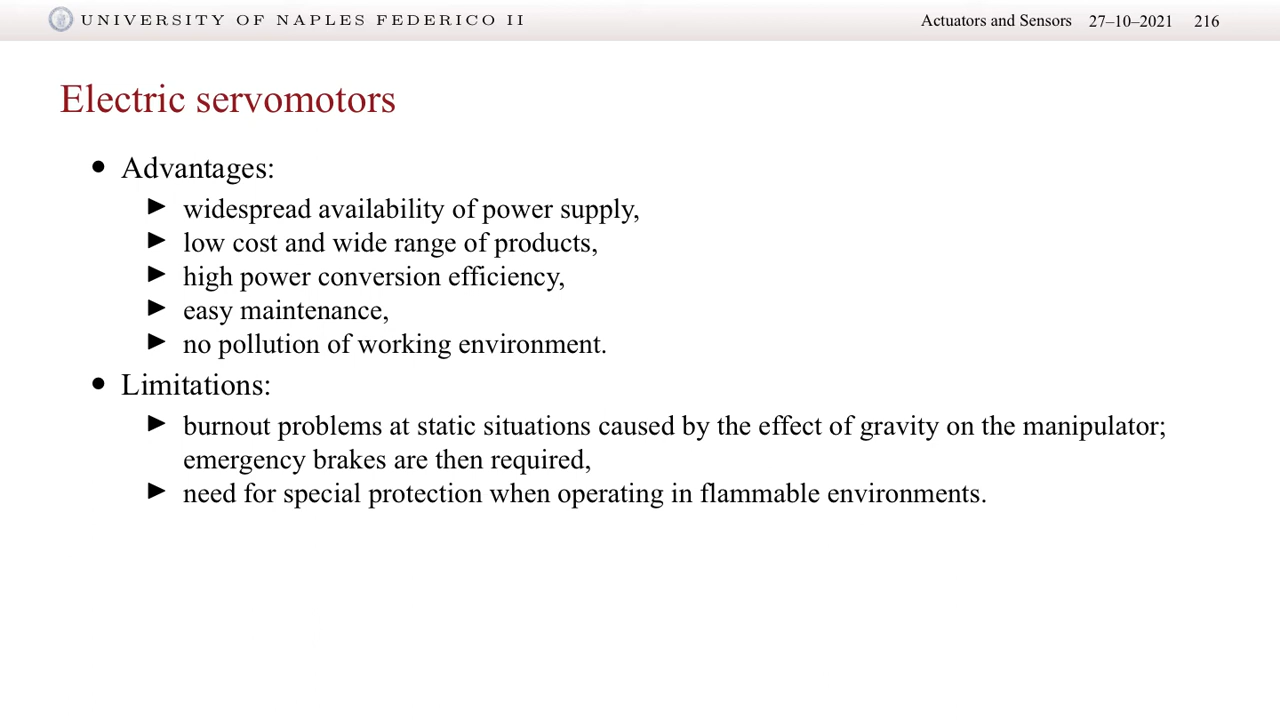 UNIVERSITY OF NAPLES FEDERICO II
Actuators and Sensors 27–10–2021 216
Electric servomotors
• Advantages:
► widespread availability of power supply,
► low cost and wide range of products,
► high power conversion efficiency,
► easy maintenance,
► no pollution of working environment.
• Limitations:
► burnout problems at static situations caused by the effect of gravity on the manipulator;
emergency brakes are then required,
► need for special protection when operating in flammable environments.